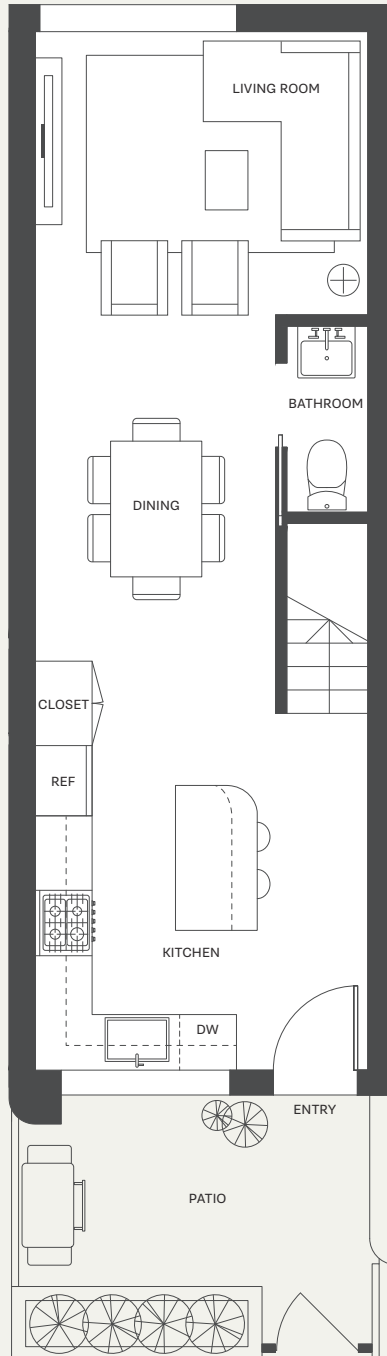 LIVING ROOM
BATHROOM
DINING
CLOSET
REF
KITCHEN
DW
ENTRY
PATIO